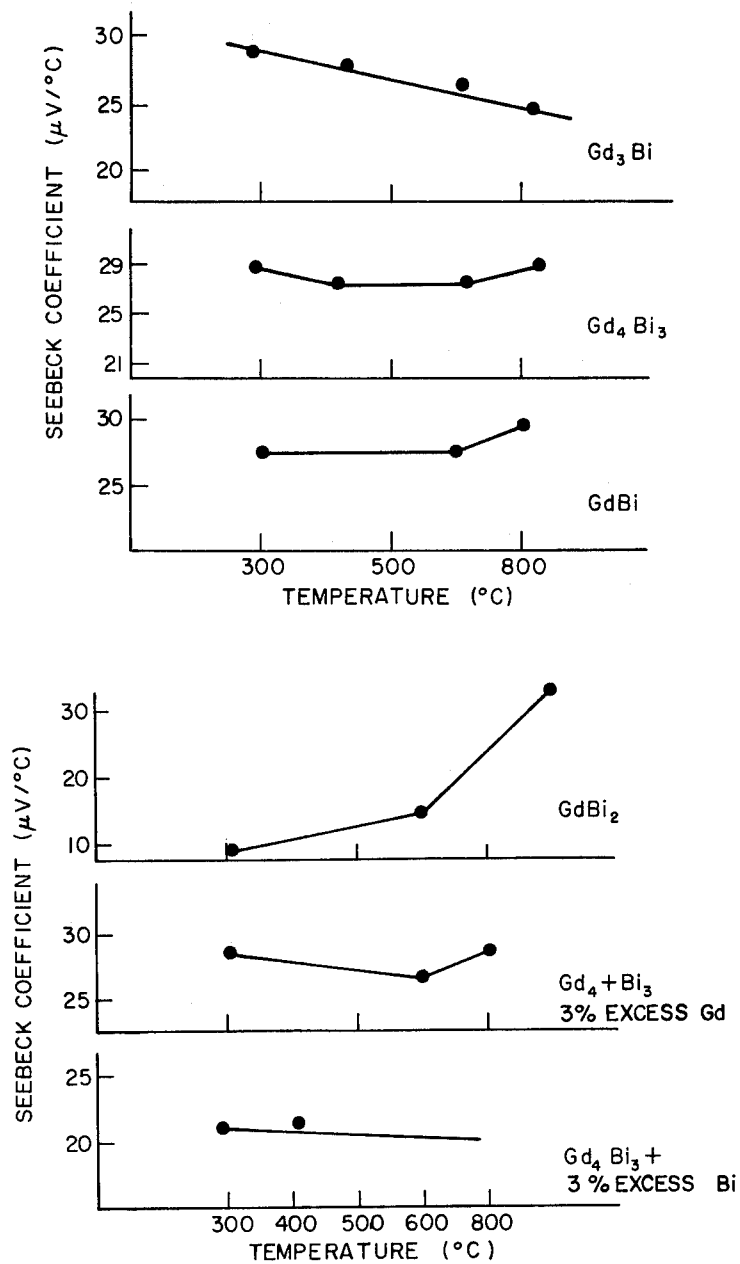 SEEBECK COEFFICIENT (μV/°C)
30
25
20
Gd₃ Bi
29
25
21
Gd₄ Bi₃
30
25
GdBi
300 500 800
TEMPERATURE (°C)
SEEBECK COEFFICIENT (μV/°C)
30
20
10
GdBi₂
30
25
Gd₄+Bi₃
3% EXCESS Gd
25
20
Gd₄ Bi₃+
3% EXCESS Bi
300 400 500 600 800
TEMPERATURE (°C)